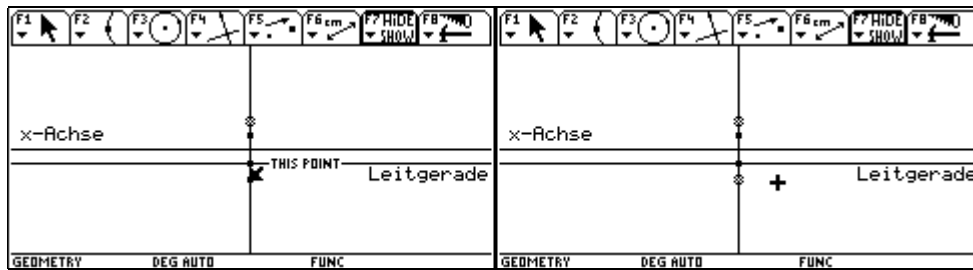 F1 F2 F3 F4 F5 F6 cm F7 HIDE SHOW F8
x-Achse
THIS POINT
Leitgerade
GEOMETRY DEG AUTO FUNC
F1 F2 F3 F4 F5 F6 cm F7 HIDE SHOW F8
x-Achse
Leitgerade
GEOMETRY DEG AUTO FUNC